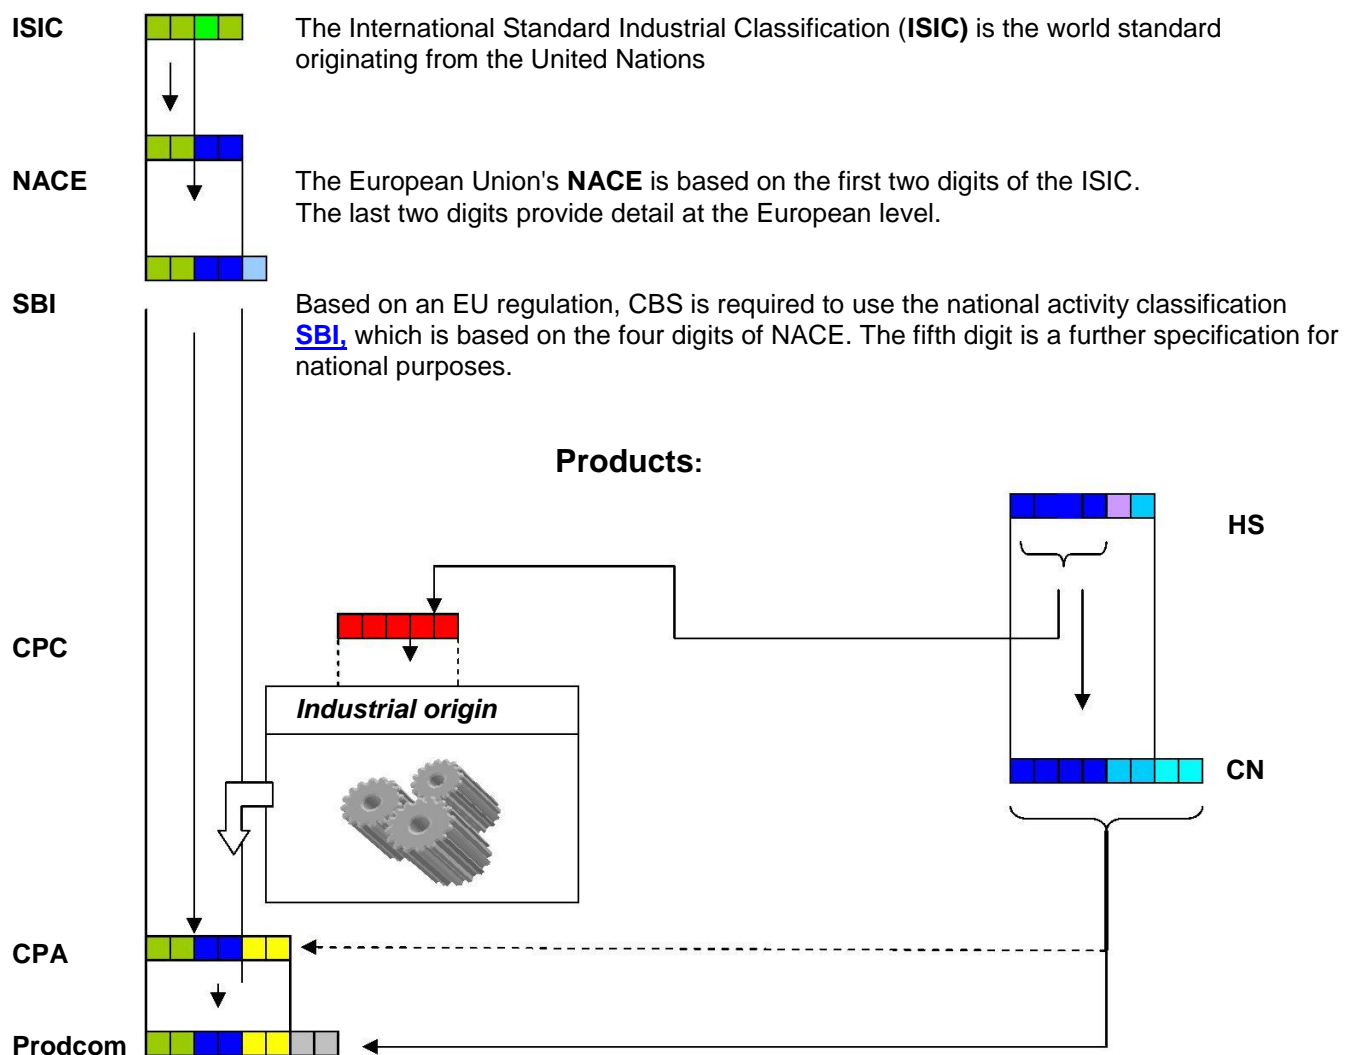 ISIC
The International Standard Industrial Classification (ISIC) is the world standard
originating from the United Nations
NACE
The European Union's NACE is based on the first two digits of the ISIC.
The last two digits provide detail at the European level.
SBI
Based on an EU regulation, CBS is required to use the national activity classification
SBI, which is based on the four digits of NACE. The fifth digit is a further specification for
national purposes.
Products:
HS
CPC
Industrial origin
CN
CPA
Prodcom